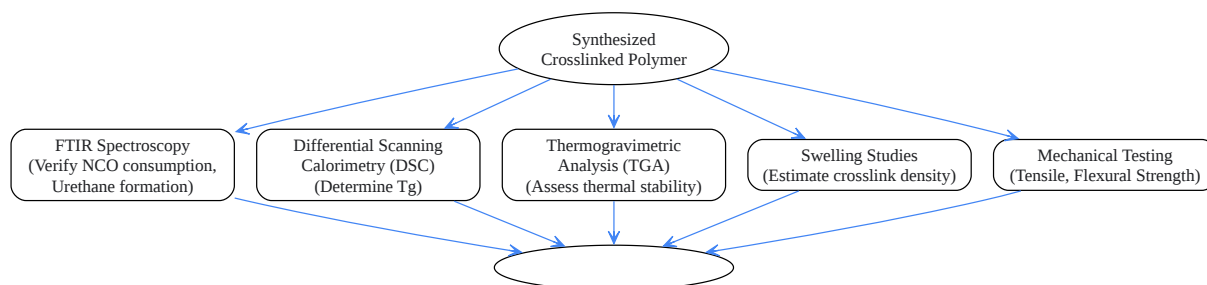 Synthesized
Crosslinked Polymer
FTIR Spectroscopy
(Verify NCO consumption,
Urethane formation)
Differential Scanning
Calorimetry (DSC)
(Determine Tg)
Thermogravimetric
Analysis (TGA)
(Assess thermal stability)
Swelling Studies
(Estimate crosslink density)
Mechanical Testing
(Tensile, Flexural Strength)